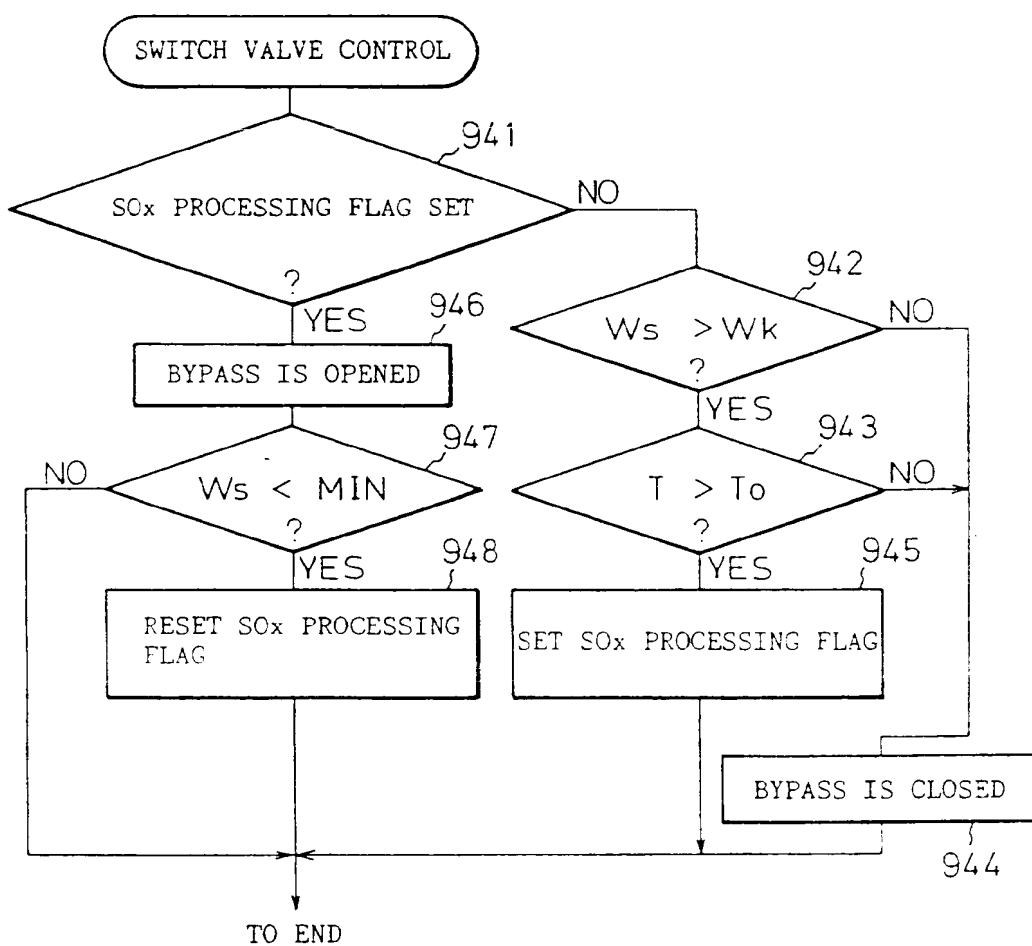 SWITCH VALVE CONTROL
941
SOx PROCESSING FLAG SET
?
NO
YES
942
Ws > Wk
?
NO
YES
946
BYPASS IS OPENED
947
NO
Ws < MIN
?
YES
943
T > To
?
NO
YES
948
RESET SOx PROCESSING
FLAG
945
SET SOx PROCESSING FLAG
BYPASS IS CLOSED
944
TO END